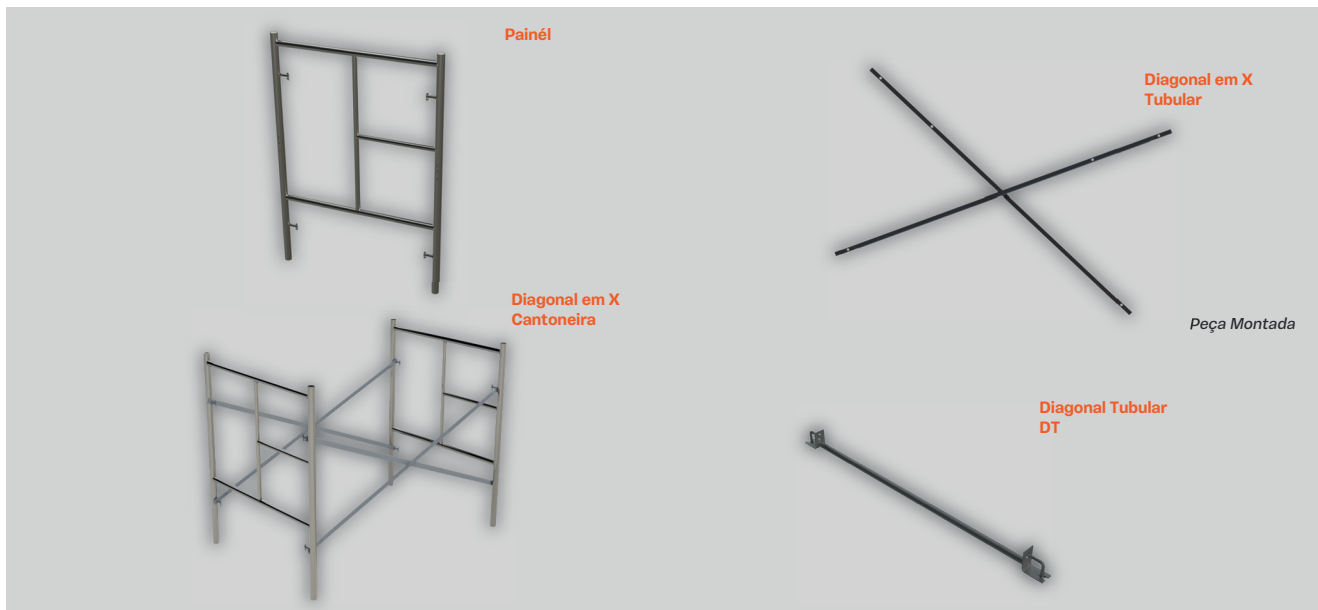 Painél
Diagonal em X
Tubular
Peça Montada
Diagonal em X
Cantoneira
Diagonal Tubular
DT